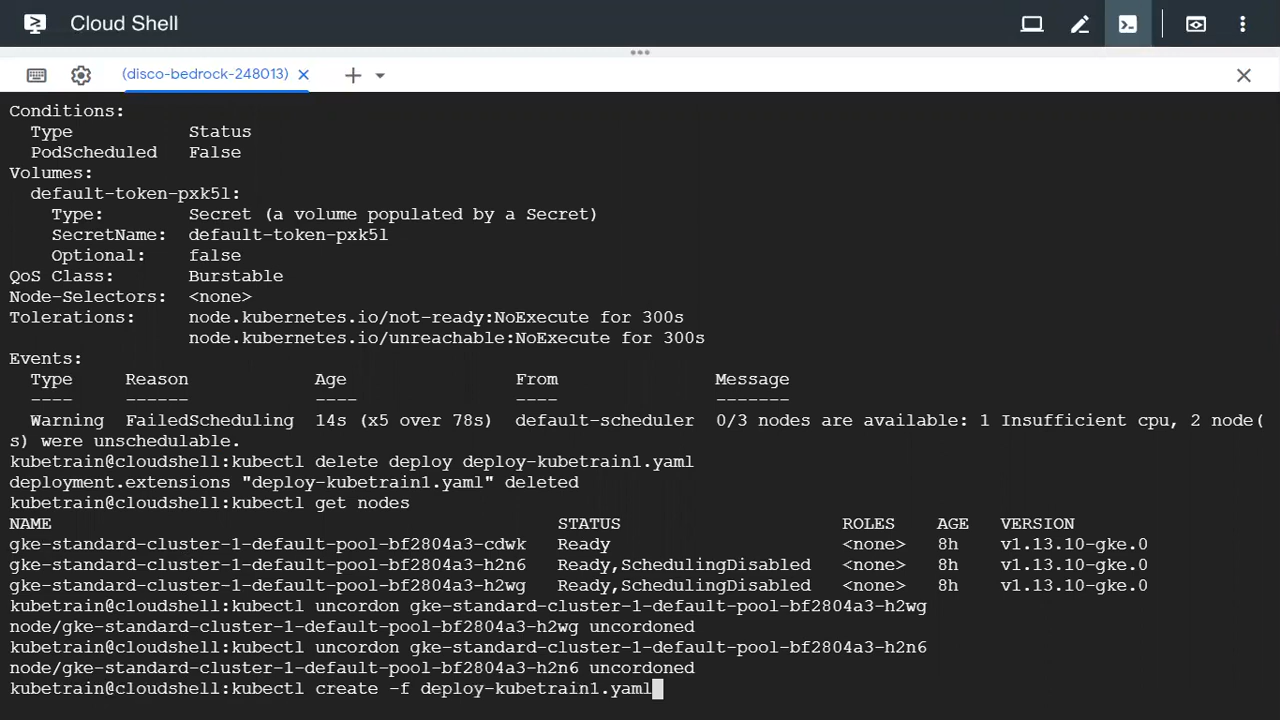 Cloud Shell
(disco-bedrock-248013)
Conditions:
Type Status
PodScheduled False
Volumes:
default-token-pxk5l:
Type: Secret (a volume populated by a Secret)
SecretName: default-token-pxk5l
Optional: false
QoS Class: Burstable
Node-Selectors: <none>
Tolerations: node.kubernetes.io/not-ready:NoExecute for 300s
node.kubernetes.io/unreachable:NoExecute for 300s
Events:
Type Reason Age From Message
---- ------ ---- ---- -------
Warning FailedScheduling 14s (x5 over 78s) default-scheduler 0/3 nodes are available: 1 Insufficient cpu, 2 node(
s) were unschedulable.
kubetrain@cloudshell:kubectl delete deploy deploy-kubetrain1.yaml
deployment.extensions "deploy-kubetrain1.yaml" deleted
kubetrain@cloudshell:kubectl get nodes
NAME STATUS ROLES AGE VERSION
gke-standard-cluster-1-default-pool-bf2804a3-cdwk Ready <none> 8h v1.13.10-gke.0
gke-standard-cluster-1-default-pool-bf2804a3-h2n6 Ready,SchedulingDisabled <none> 8h v1.13.10-gke.0
gke-standard-cluster-1-default-pool-bf2804a3-h2wg Ready,SchedulingDisabled <none> 8h v1.13.10-gke.0
kubetrain@cloudshell:kubectl uncordon gke-standard-cluster-1-default-pool-bf2804a3-h2wg
node/gke-standard-cluster-1-default-pool-bf2804a3-h2wg uncordoned
kubetrain@cloudshell:kubectl uncordon gke-standard-cluster-1-default-pool-bf2804a3-h2n6
node/gke-standard-cluster-1-default-pool-bf2804a3-h2n6 uncordoned
kubetrain@cloudshell:kubectl create -f deploy-kubetrain1.yaml